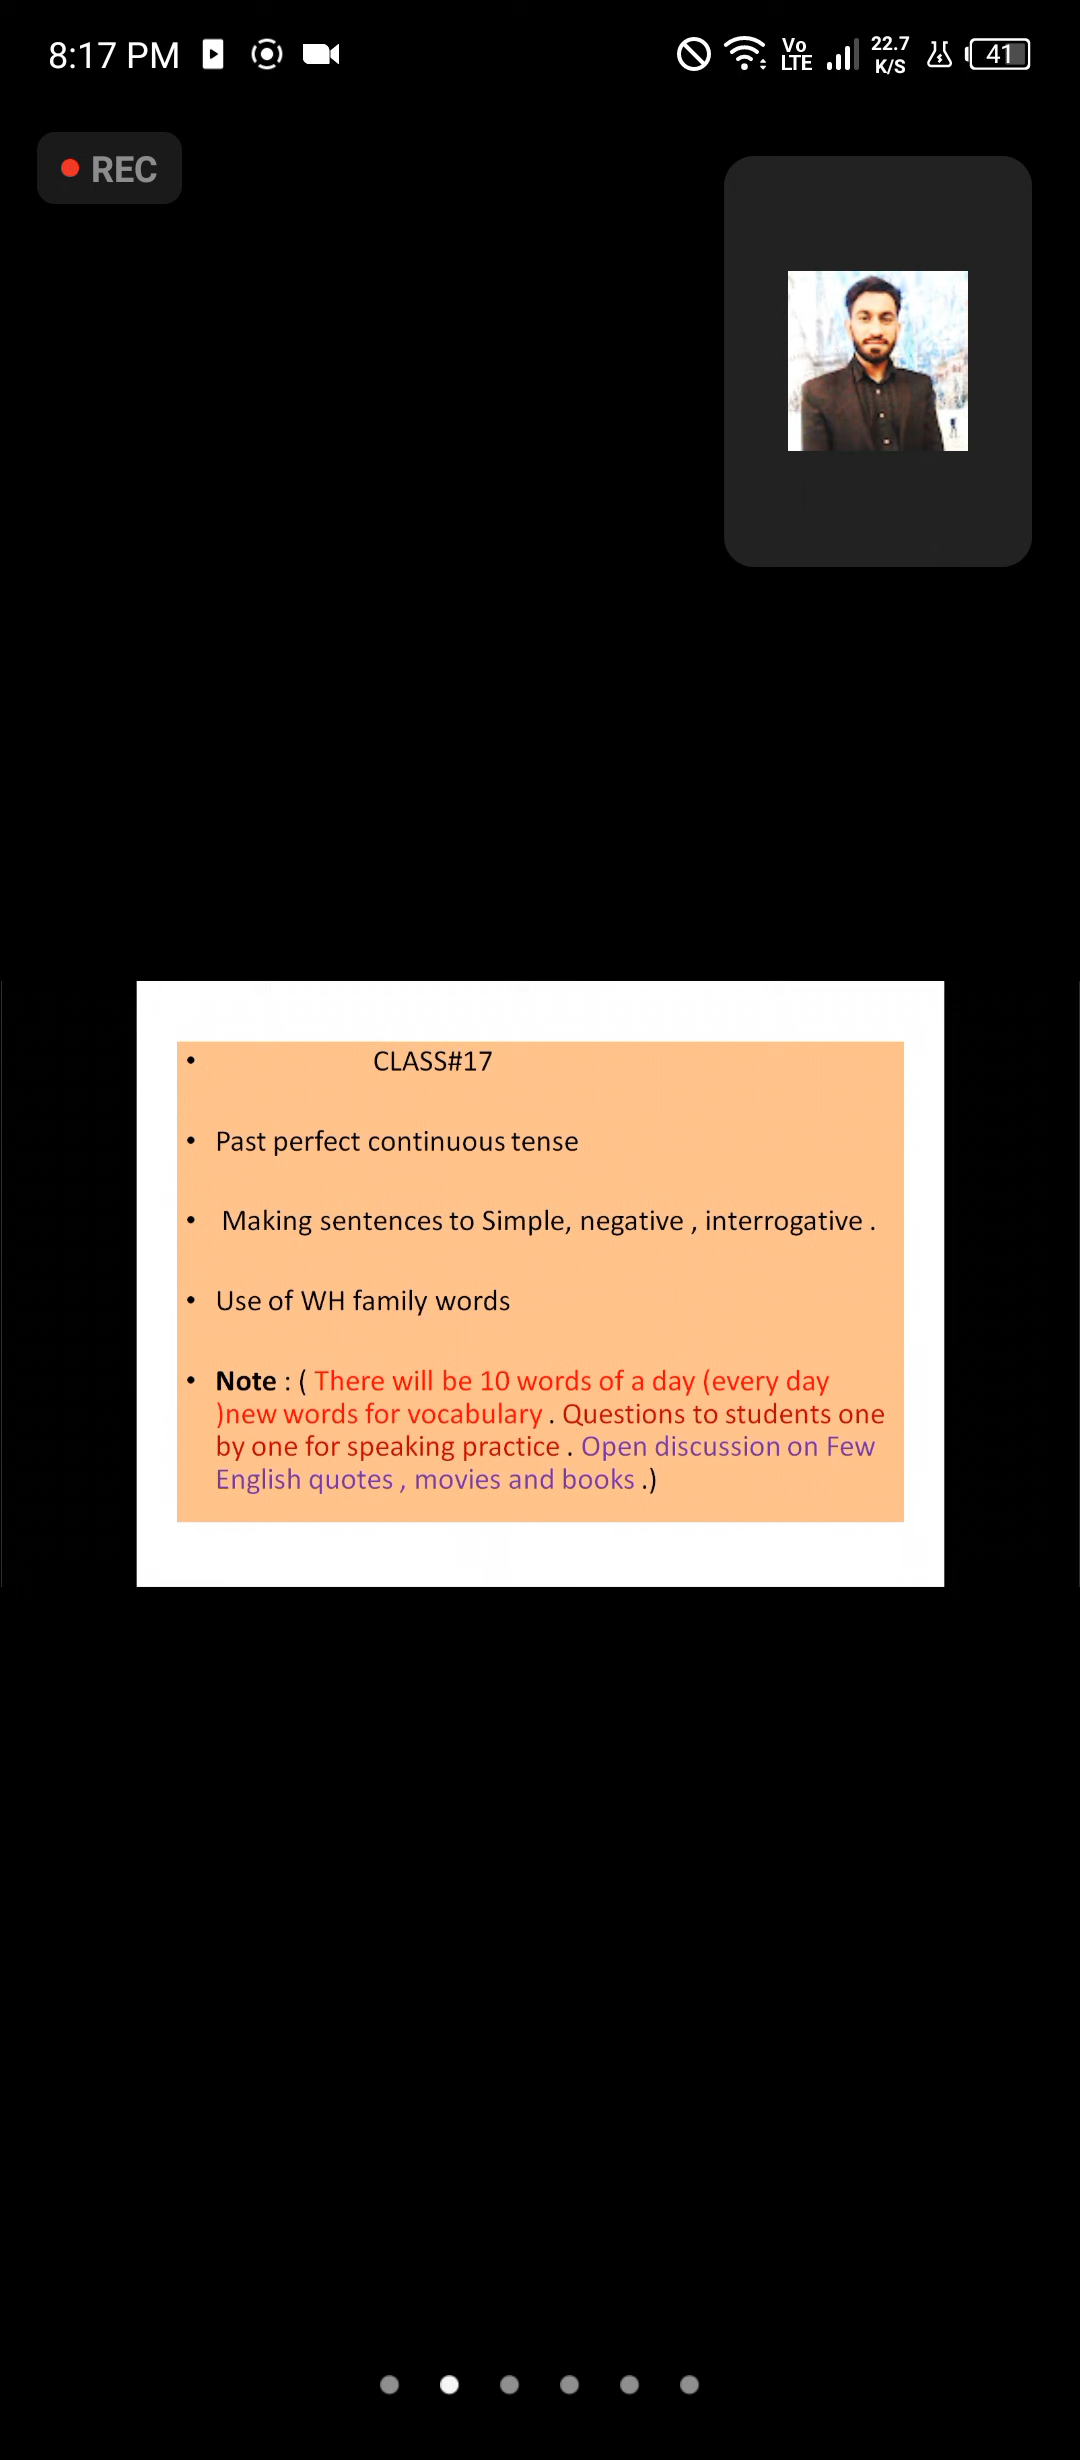 8:17 PM
Vo
LTE
22.7
K/S
41
REC
• CLASS#17
• Past perfect continuous tense
• Making sentences to Simple, negative , interrogative .
• Use of WH family words
• Note : ( There will be 10 words of a day (every day
)new words for vocabulary . Questions to students one
by one for speaking practice . Open discussion on Few
English quotes , movies and books .)